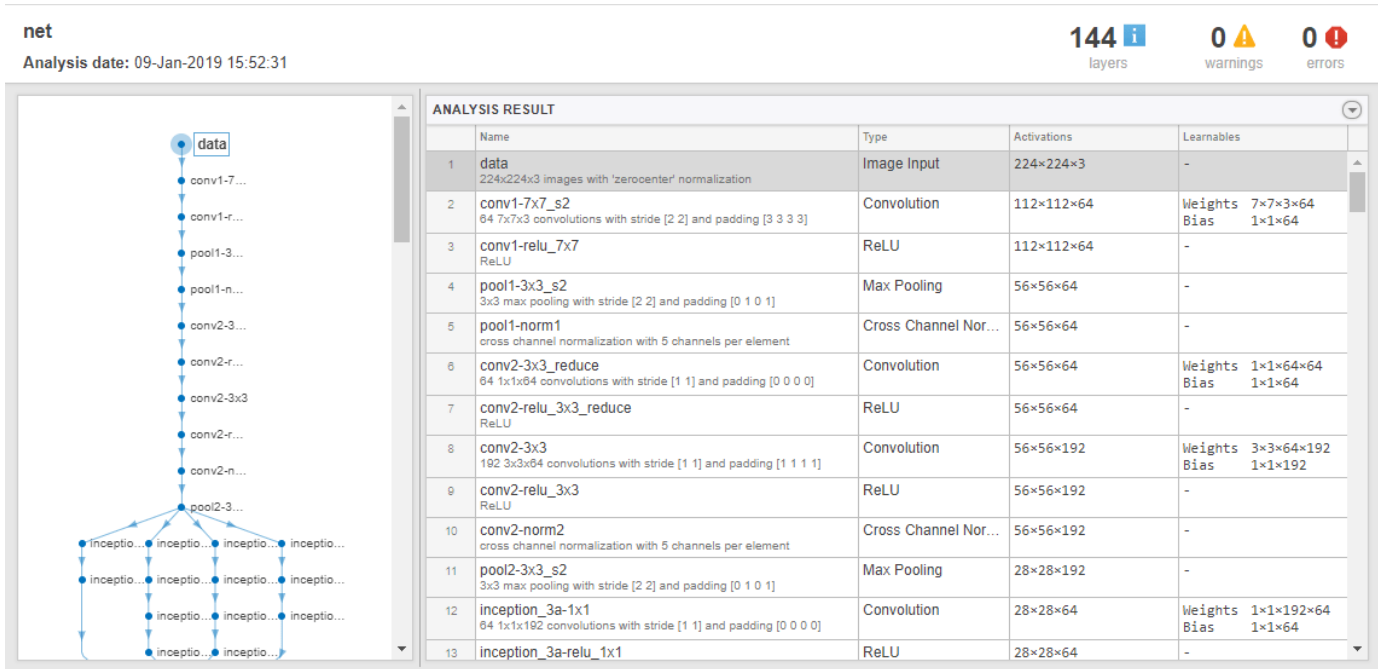 net
Analysis date: 09-Jan-2019 15:52:31
144 i
layers
0
warnings
0
errors
data
conv1-7...
conv1-r...
pool1-3...
pool1-n...
conv2-3...
conv2-r...
conv2-3x3
conv2-r...
conv2-n...
pool2-3...
inceptio... inceptio... inceptio... inceptio...
inceptio... inceptio... inceptio... inceptio...
inceptio... inceptio... inceptio...
inceptio... inceptio...
ANALYSIS RESULT
Name Type Activations Learnables
1 data Image Input 224×224×3 -
224x224x3 images with 'zerocenter' normalization
2 conv1-7x7_s2 Convolution 112×112×64 Weights 7×7×3×64
64 7x7x3 convolutions with stride [2 2] and padding [3 3 3 3] Bias 1×1×64
3 conv1-relu_7x7 ReLU 112×112×64 -
ReLU
4 pool1-3x3_s2 Max Pooling 56×56×64 -
3x3 max pooling with stride [2 2] and padding [0 1 0 1]
5 pool1-norm1 Cross Channel Nor... 56×56×64 -
cross channel normalization with 5 channels per element
6 conv2-3x3_reduce Convolution 56×56×64 Weights 1×1×64×64
64 1x1x64 convolutions with stride [1 1] and padding [0 0 0 0] Bias 1×1×64
7 conv2-relu_3x3_reduce ReLU 56×56×64 -
ReLU
8 conv2-3x3 Convolution 56×56×192 Weights 3×3×64×192
192 3x3x64 convolutions with stride [1 1] and padding [1 1 1 1] Bias 1×1×192
9 conv2-relu_3x3 ReLU 56×56×192 -
ReLU
10 conv2-norm2 Cross Channel Nor... 56×56×192 -
cross channel normalization with 5 channels per element
11 pool2-3x3_s2 Max Pooling 28×28×192 -
3x3 max pooling with stride [2 2] and padding [0 1 0 1]
12 inception_3a-1x1 Convolution 28×28×64 Weights 1×1×192×64
64 1x1x192 convolutions with stride [1 1] and padding [0 0 0 0] Bias 1×1×64
13 inception_3a-relu_1x1 ReLU 28×28×64 -